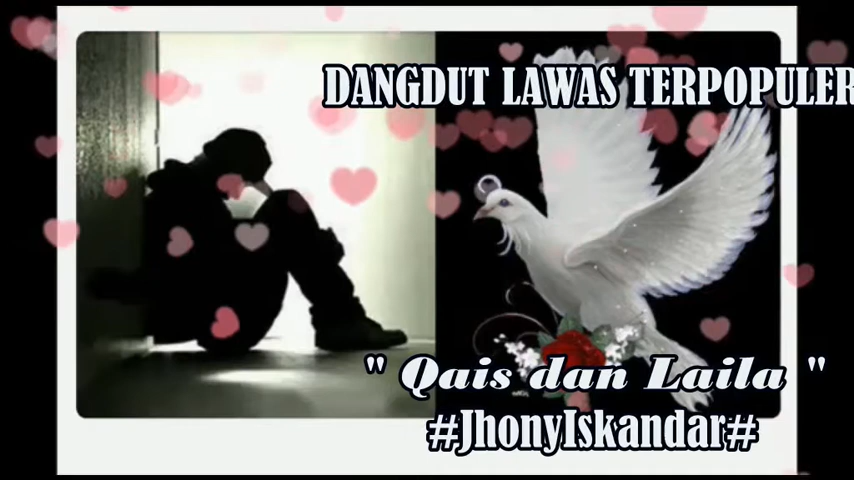 DANGDUT LAWAS TERPOPULER
" Qais dan Laila "
#JhonyIskandar#